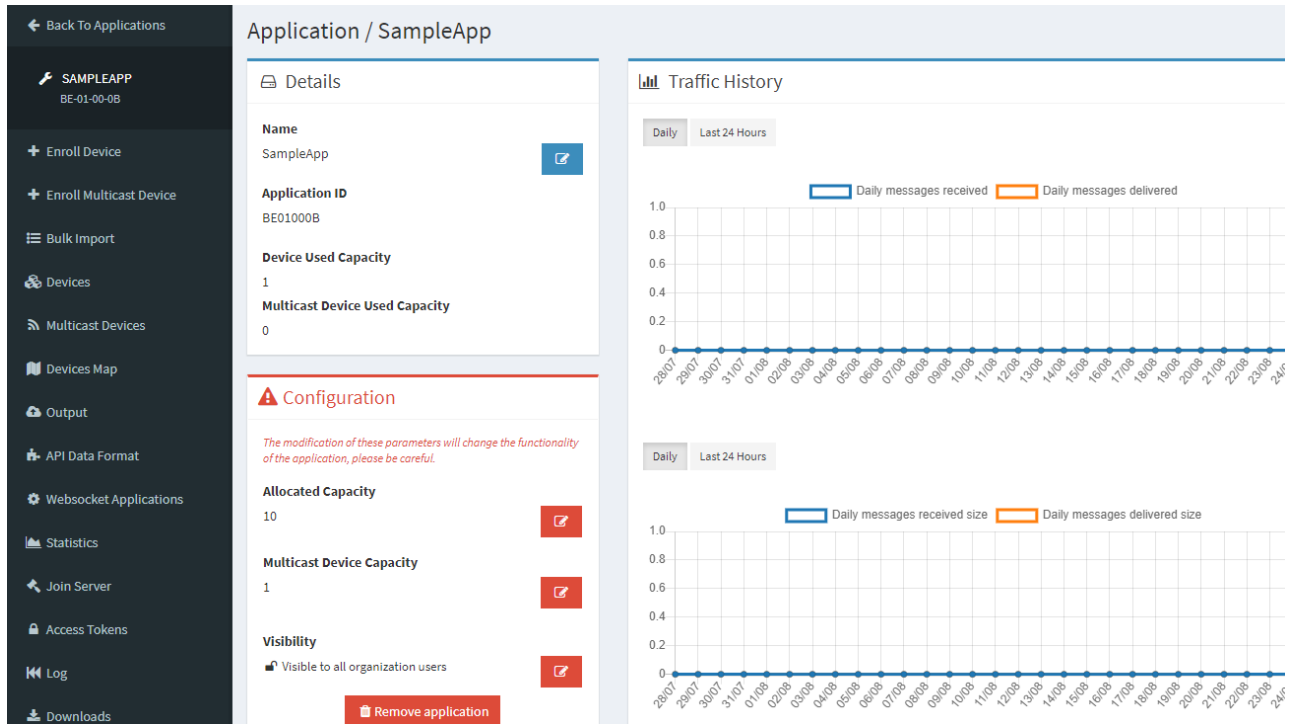 Back To Applications
SAMPLEAPP
BE-01-00-0B
Enroll Device
Enroll Multicast Device
Bulk Import
Devices
Multicast Devices
Devices Map
Output
API Data Format
Websocket Applications
Statistics
Join Server
Access Tokens
Log
Downloads
Application / SampleApp
Details
Name
SampleApp
Application ID
BE01000B
Device Used Capacity
1
Multicast Device Used Capacity
0
Configuration
The modification of these parameters will change the functionality
of the application, please be careful.
Allocated Capacity
10
Multicast Device Capacity
1
Visibility
Visible to all organization users
Remove application
Traffic History
Daily Last 24 Hours
Daily messages received Daily messages delivered
1.0
0.8
0.6
0.4
0.2
0
28/07 29/07 30/07 31/07 01/08 02/08 03/08 04/08 05/08 06/08 07/08 08/08 09/08 10/08 11/08 12/08 13/08 14/08 15/08 16/08 17/08 18/08 19/08 20/08 21/08 22/08 23/08
Daily Last 24 Hours
Daily messages received size Daily messages delivered size
1.0
0.8
0.6
0.4
0.2
0
28/07 29/07 30/07 31/07 01/08 02/08 03/08 04/08 05/08 06/08 07/08 08/08 09/08 10/08 11/08 12/08 13/08 14/08 15/08 16/08 17/08 18/08 19/08 20/08 21/08 22/08 23/08